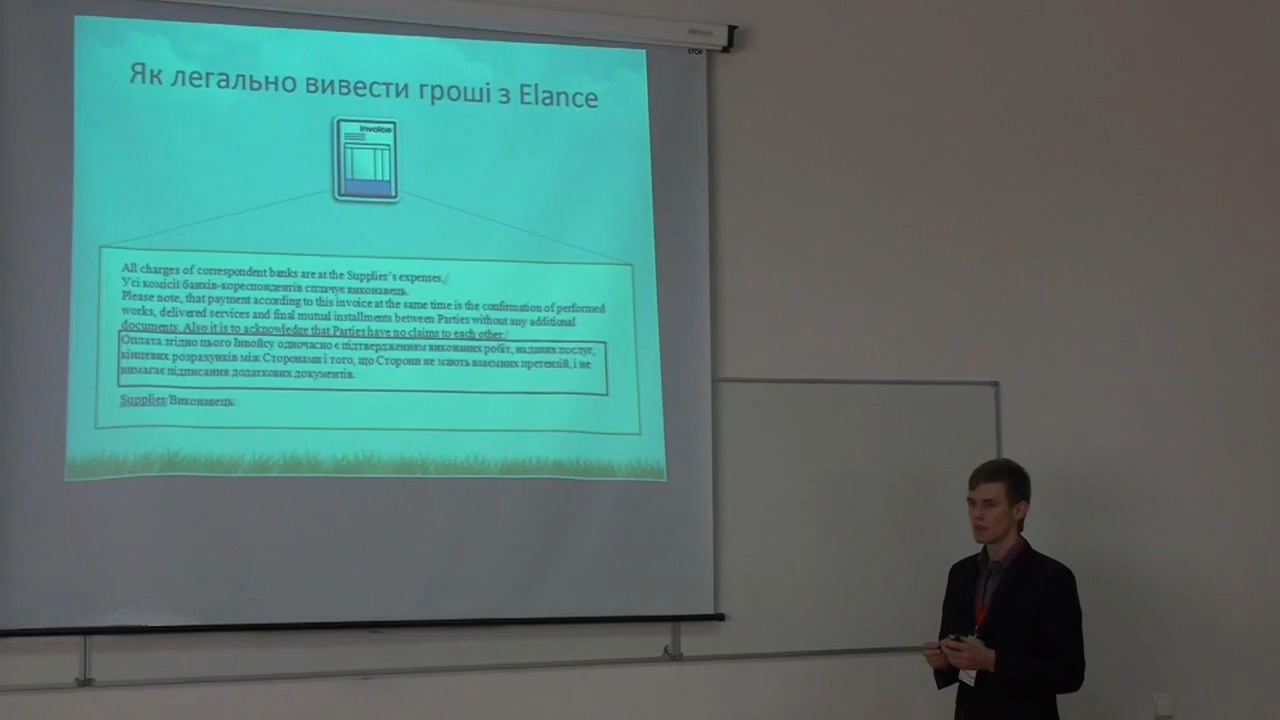 STOP
Як легально вивести гроші з Elance
Invoice
All charges of correspondent banks are at the Supplier's expenses./
Усі комісії банків-кореспондентів сплачує виконавець.
Please note, that payment according to this invoice at the same time is the confirmation of performed
works, delivered services and final mutual installments between Parties without any additional
documents. Also it is to acknowledge that Parties have no claims to each other./
Оплата згідно цього Інвойсу одночасно є підтвердженням виконаних робіт, наданих послуг,
кінцевих розрахунків між Сторонами і того, що Сторони не мають взаємних претензій, і не
вимагає підписання додаткових документів.
Supplier/Виконавець: